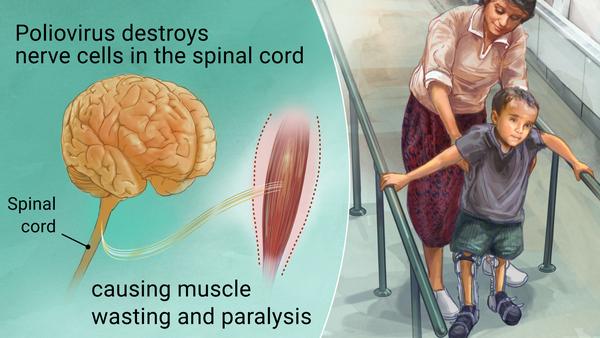 Poliovirus destroys
nerve cells in the spinal cord
Spinal
cord
causing muscle
wasting and paralysis